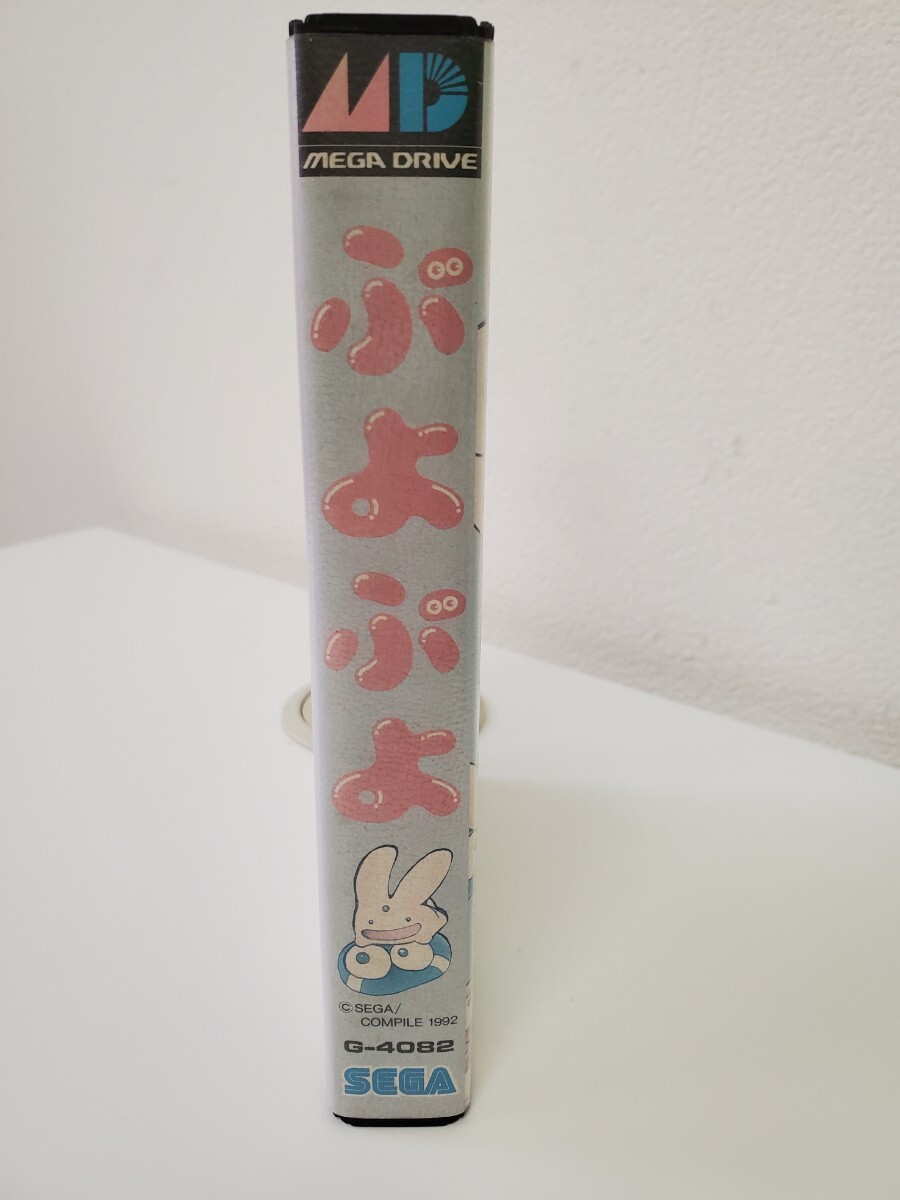 MD
MEGA DRIVE
ぷよぷよ
©SEGA/
COMPILE 1992
G-4082
SEGA